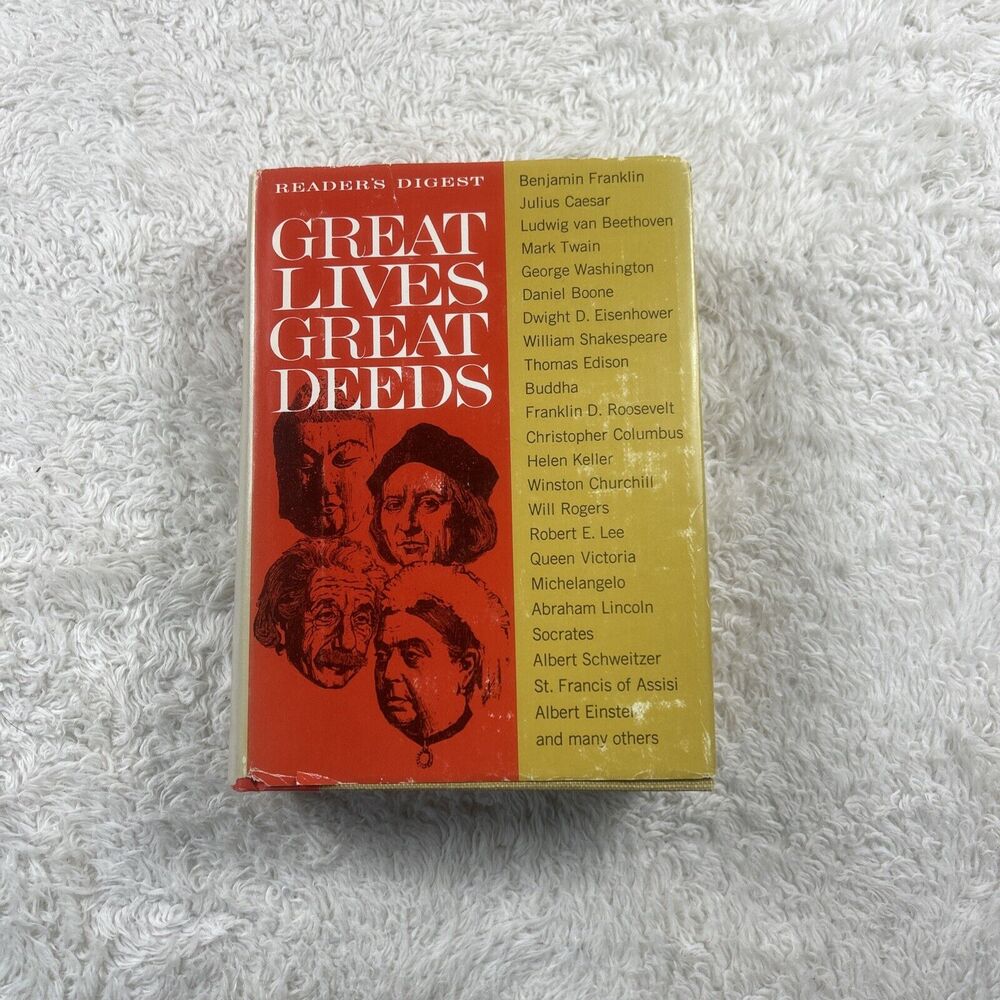 READER'S DIGEST
GREAT
LIVES
GREAT
DEEDS
Benjamin Franklin
Julius Caesar
Ludwig van Beethoven
Mark Twain
George Washington
Daniel Boone
Dwight D. Eisenhower
William Shakespeare
Thomas Edison
Buddha
Franklin D. Roosevelt
Christopher Columbus
Helen Keller
Winston Churchill
Will Rogers
Robert E. Lee
Queen Victoria
Michelangelo
Abraham Lincoln
Socrates
Albert Schweitzer
St. Francis of Assisi
Albert Einstein
and many others